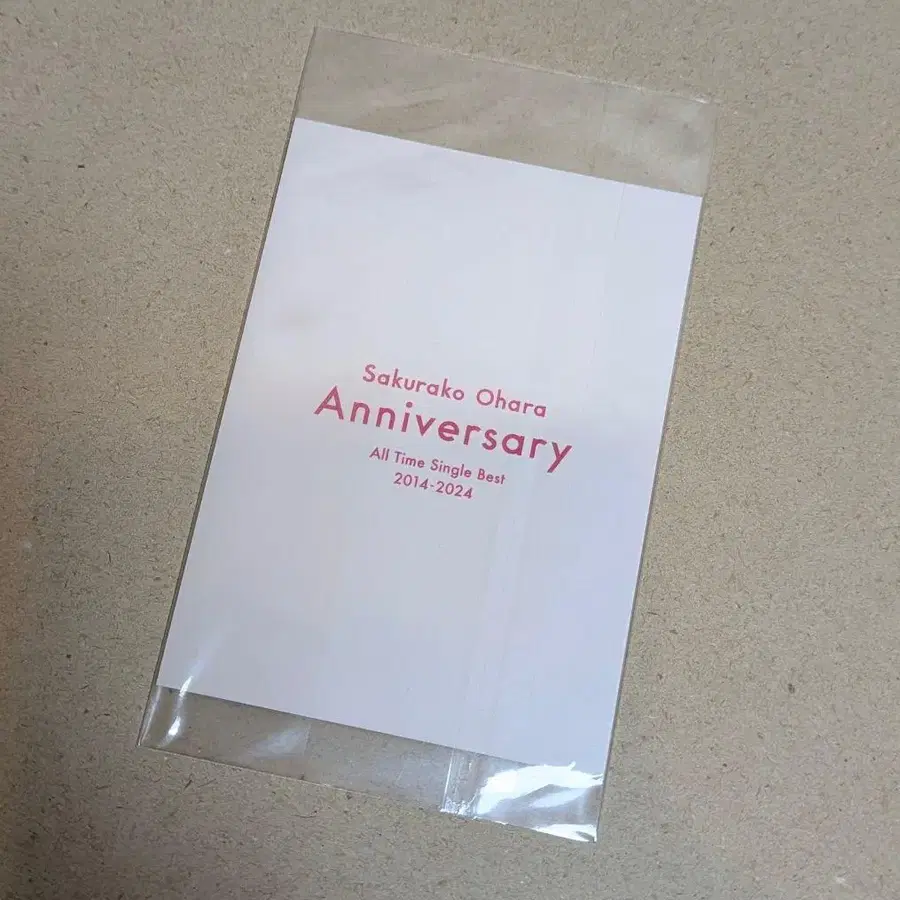 Sakurako Ohara
Anniversary
All Time Single Best
2014-2024